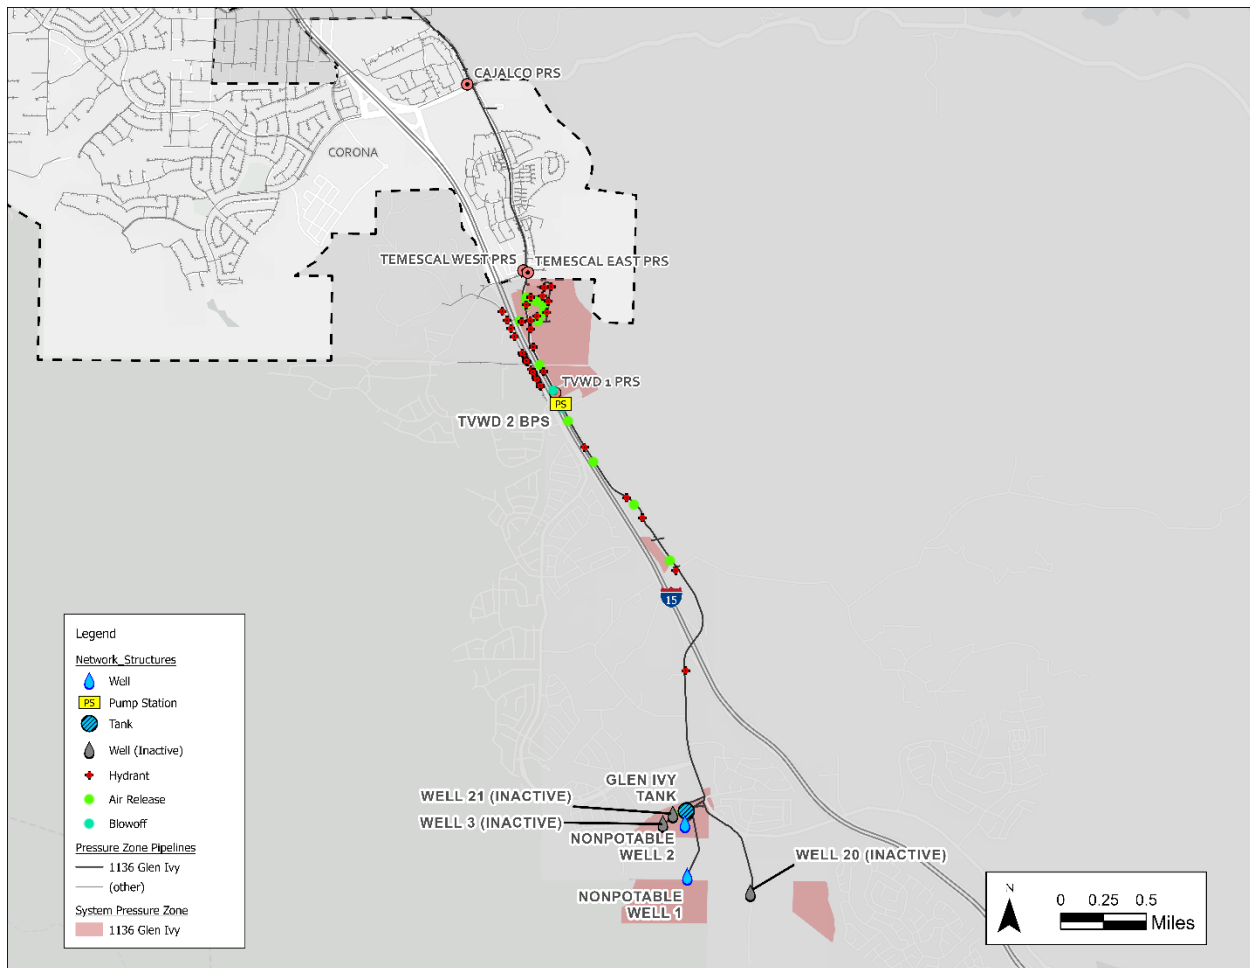 CAJALCO PRS
CORONA
TEMESCAL WEST PRS
TEMESCAL EAST PRS
TVWD 1 PRS
PS
TVWD 2 BPS
15
Legend
Network_Structures
Well
PS Pump Station
Tank
Well (Inactive)
Hydrant
Air Release
Blowoff
Pressure Zone Pipelines
1136 Glen Ivy
(other)
System Pressure Zone
1136 Glen Ivy
GLEN IVY
TANK
WELL 21 (INACTIVE)
WELL 3 (INACTIVE)
NONPOTABLE
WELL 2
WELL 20 (INACTIVE)
NONPOTABLE
WELL 1
N
0 0.25 0.5
Miles